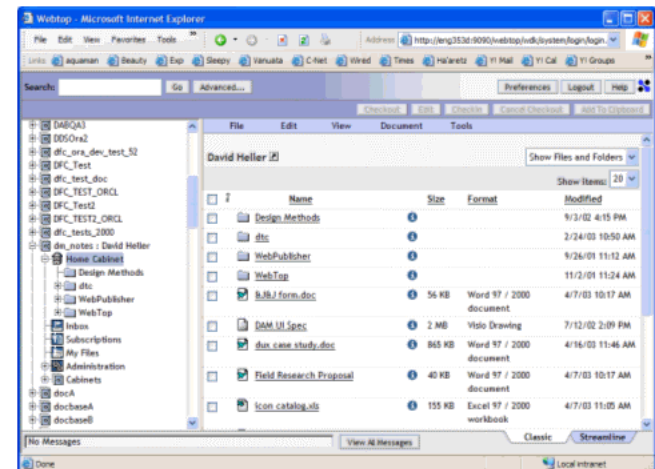 Webtop - Microsoft Internet Explorer
File Edit View Favorites Tools »
Address http://eng353d:9090/webtop/wdk/system/login/login.
Links aquaman Beauty Exp Sleepy Vanuata C-Net Wired Times Ha'aretz Y! Mail Y! Cal Y! Groups »
Search: Go Advanced... Preferences Logout Help
Checkout Edit Checkin Cancel Checkout Add To Clipboard
File Edit View Document Tools
David Heller
Show Files and Folders
Show Items: 20
Name Size Format Modified
Design Methods 9/3/02 4:15 PM
dtc 2/24/03 10:50 AM
WebPublisher 9/26/01 11:12 AM
WebTop 11/2/01 11:24 AM
BJBJ form.doc 56 KB Word 97 / 2000 document 4/7/03 10:17 AM
DAM UI Spec 2 MB Visio Drawing 7/12/02 2:09 PM
dux case study.doc 865 KB Word 97 / 2000 document 4/16/03 11:46 AM
Field Research Proposal 40 KB Word 97 / 2000 document 4/7/03 10:17 AM
icon catalog.xls 155 KB Excel 97 / 2000 workbook 4/7/03 11:05 AM
DABQA3
DDSOra2
dfc_ora_dev_test_52
DFC_Test
dfc_test_doc
DFC_TEST_ORCL
DFC_Test2
DFC_TEST2_ORCL
dfc_tests_2000
dm_notes : David Heller
Home Cabinet
Design Methods
dtc
WebPublisher
WebTop
Inbox
Subscriptions
My Files
Administration
Cabinets
docA
docbaseA
docbaseB
No Messages View All Messages Classic Streamline
Done Local intranet